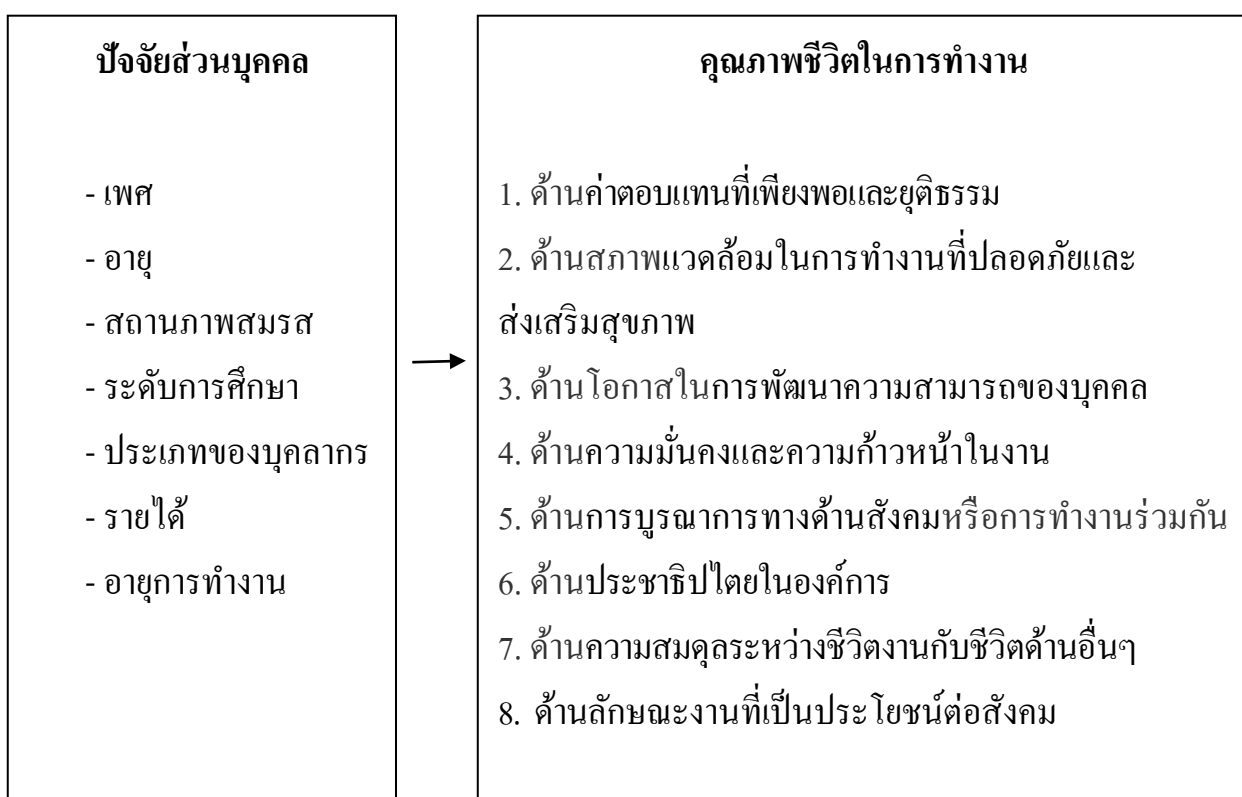 ปัจจัยส่วนบุคคล
- เพศ
- อายุ
- สถานภาพสมรส
- ระดับการศึกษา
- ประเภทของบุคลากร
- รายได้
- อายุการทำงาน
คุณภาพชีวิตในการทำงาน
1. ด้านค่าตอบแทนที่เพียงพอและยุติธรรม
2. ด้านสภาพแวดล้อมในการทำงานที่ปลอดภัยและ
ส่งเสริมสุขภาพ
3. ด้านโอกาสในการพัฒนาความสามารถของบุคคล
4. ด้านความมั่นคงและความก้าวหน้าในงาน
5. ด้านการบูรณาการทางด้านสังคมหรือการทำงานร่วมกัน
6. ด้านประชาธิปไตยในองค์การ
7. ด้านความสมดุลระหว่างชีวิตงานกับชีวิตด้านอื่นๆ
8. ด้านลักษณะงานที่เป็นประโยชน์ต่อสังคม